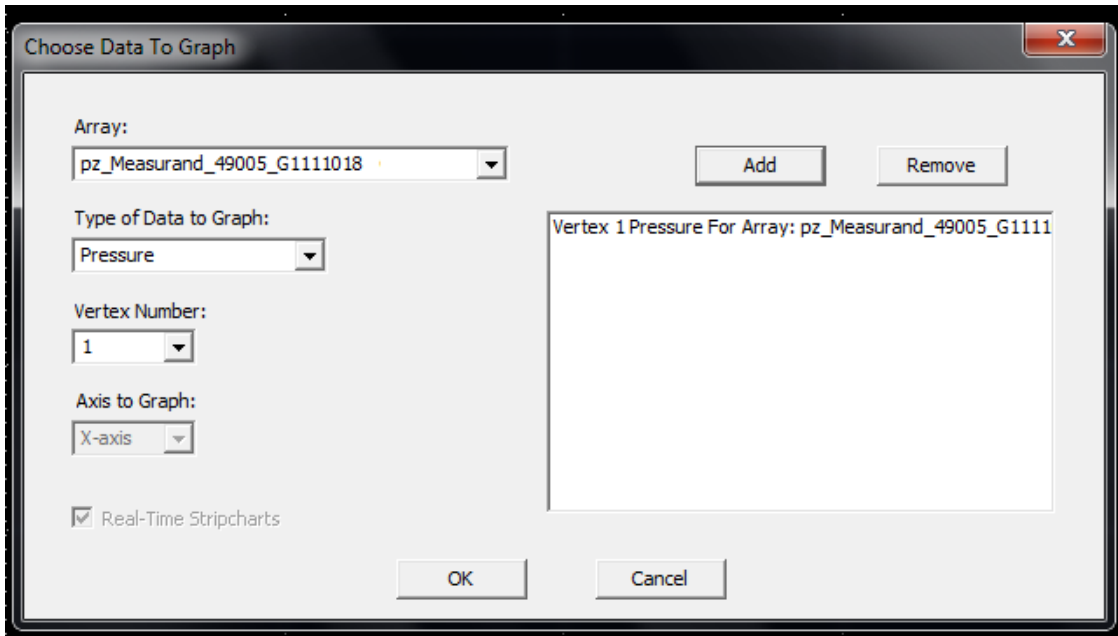 Choose Data To Graph
x
Array:
pz_Measurand_49005_G1111018
Add
Remove
Type of Data to Graph:
Pressure
Vertex 1 Pressure For Array: pz_Measurand_49005_G1111
Vertex Number:
1
Axis to Graph:
X-axis
Real-Time Stripcharts
OK
Cancel